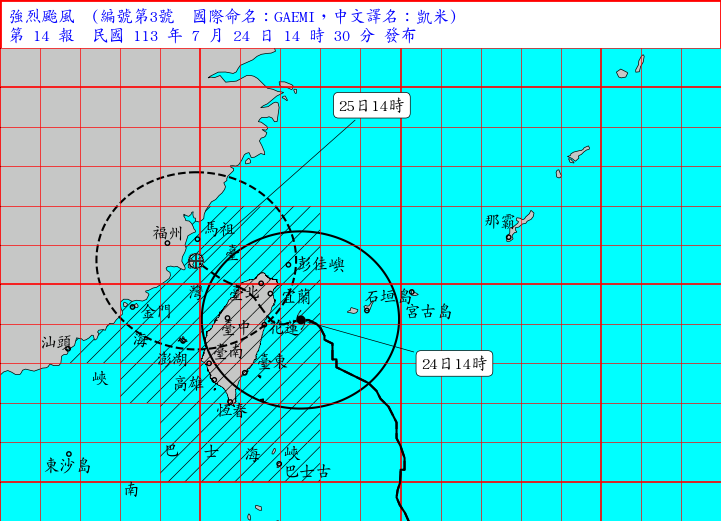 強烈颱風 (編號第3號 國際命名：GAEMI，中文譯名：凱米)
第 14 報 民國 113 年 7 月 24 日 14 時 30 分 發布
25日14時
那霸
馬祖
福州
臺
彭佳嶼
灣
臺北
宜蘭
石垣島
宮古島
金門
臺中
花蓮
海
汕頭
澎湖
臺南
臺東
24日14時
峽
高雄
恆春
巴 士 海 峽
東沙島
巴士古
南